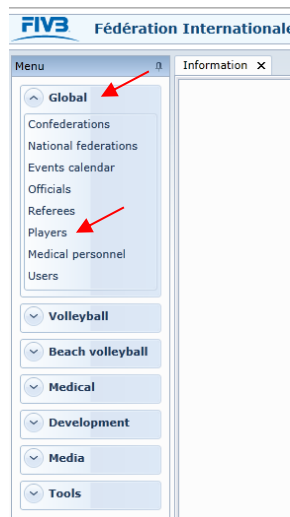 FIVB Fédération Internationale
Menu
Information X
Global
Confederations
National federations
Events calendar
Officials
Referees
Players
Medical personnel
Users
Volleyball
Beach volleyball
Medical
Development
Media
Tools